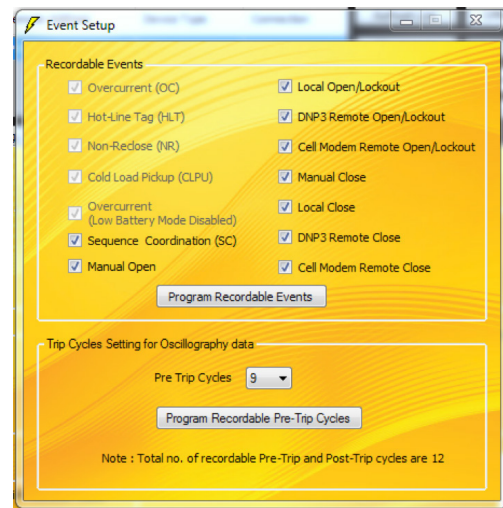 Event Setup
Recordable Events
Overcurrent (OC)
Hot-Line Tag (HLT)
Non-Reclose (NR)
Cold Load Pickup (CLPU)
Overcurrent
(Low Battery Mode Disabled)
Sequence Coordination (SC)
Manual Open
Local Open/Lockout
DNP3 Remote Open/Lockout
Cell Modem Remote Open/Lockout
Manual Close
Local Close
DNP3 Remote Close
Cell Modem Remote Close
Program Recordable Events
Trip Cycles Setting for Oscillography data
Pre Trip Cycles 9
Program Recordable Pre-Trip Cycles
Note : Total no. of recordable Pre-Trip and Post-Trip cycles are 12